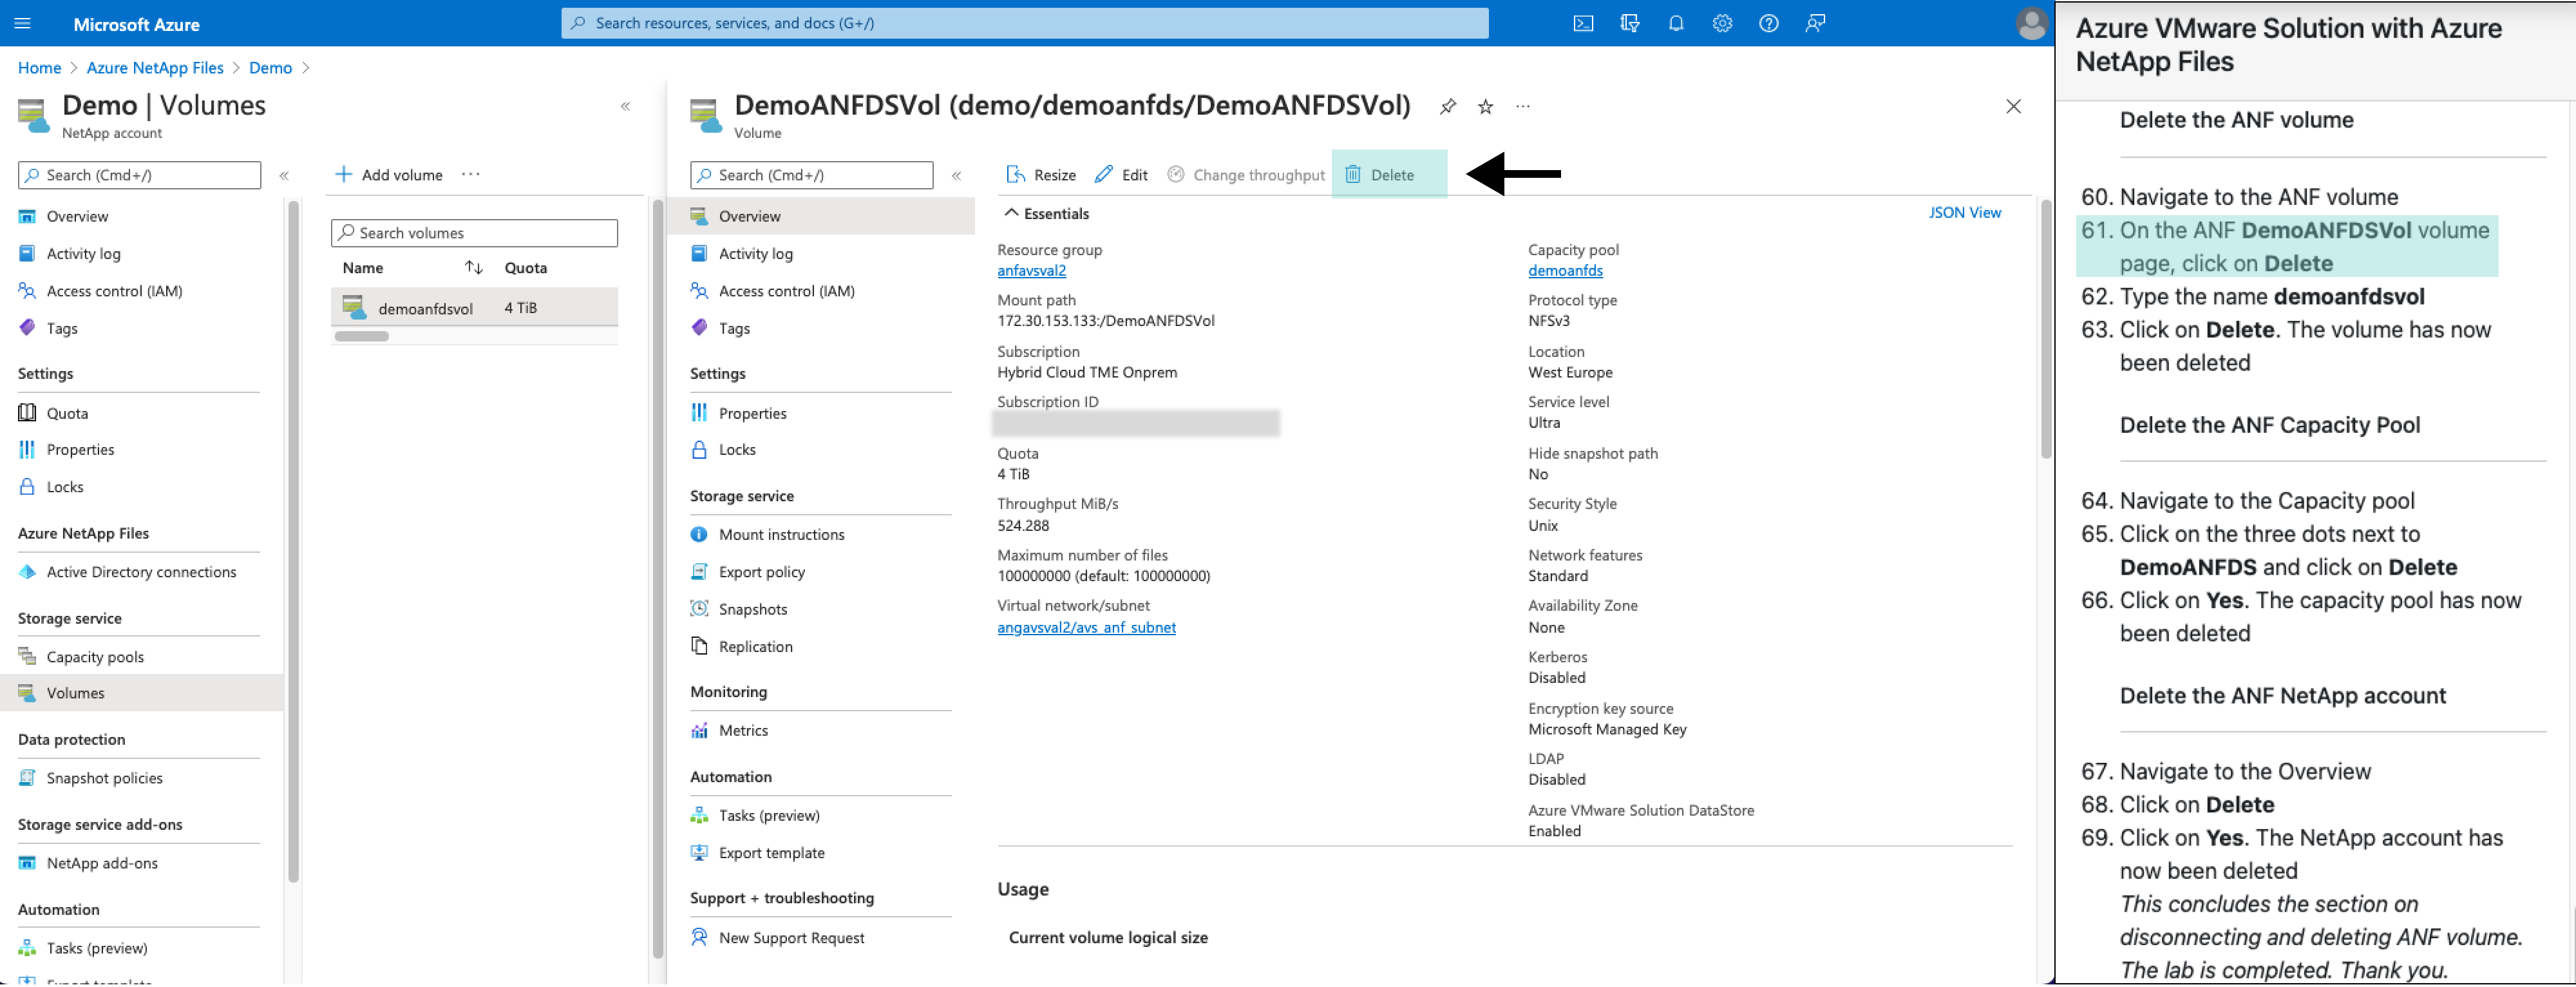 Microsoft Azure
Search resources, services, and docs (G+/)
Home > Azure NetApp Files > Demo >
Demo | Volumes
NetApp account
Search (Cmd+/)
Overview
Activity log
Access control (IAM)
Tags
Settings
Quota
Properties
Locks
Azure NetApp Files
Active Directory connections
Storage service
Capacity pools
Volumes
Data protection
Snapshot policies
Storage service add-ons
NetApp add-ons
Automation
Tasks (preview)
+ Add volume ...
Search volumes
Name Quota
demoanfdsvol 4 TiB
DemoANFDSVol (demo/demoanfds/DemoANFDSVol)
Volume
Search (Cmd+/)
Overview
Activity log
Access control (IAM)
Tags
Settings
Properties
Locks
Storage service
Mount instructions
Export policy
Snapshots
Replication
Monitoring
Metrics
Automation
Tasks (preview)
Export template
Support + troubleshooting
New Support Request
Resize Edit Change throughput Delete
Essentials
JSON View
Resource group
anfavsval2
Mount path
172.30.153.133:/DemoANFDSVol
Subscription
Hybrid Cloud TME Onprem
Subscription ID
Quota
4 TiB
Throughput MiB/s
524.288
Maximum number of files
100000000 (default: 100000000)
Virtual network/subnet
angavsval2/avs_anf_subnet
Capacity pool
demoanfds
Protocol type
NFSv3
Location
West Europe
Service level
Ultra
Hide snapshot path
No
Security Style
Unix
Network features
Standard
Availability Zone
None
Kerberos
Disabled
Encryption key source
Microsoft Managed Key
LDAP
Disabled
Azure VMware Solution DataStore
Enabled
Usage
Current volume logical size
Azure VMware Solution with Azure
NetApp Files
Delete the ANF volume
60. Navigate to the ANF volume
61. On the ANF DemoANFDSVol volume
page, click on Delete
62. Type the name demoanfdsvol
63. Click on Delete. The volume has now
been deleted
Delete the ANF Capacity Pool
64. Navigate to the Capacity pool
65. Click on the three dots next to
DemoANFDS and click on Delete
66. Click on Yes. The capacity pool has now
been deleted
Delete the ANF NetApp account
67. Navigate to the Overview
68. Click on Delete
69. Click on Yes. The NetApp account has
now been deleted
This concludes the section on
disconnecting and deleting ANF volume.
The lab is completed. Thank you.